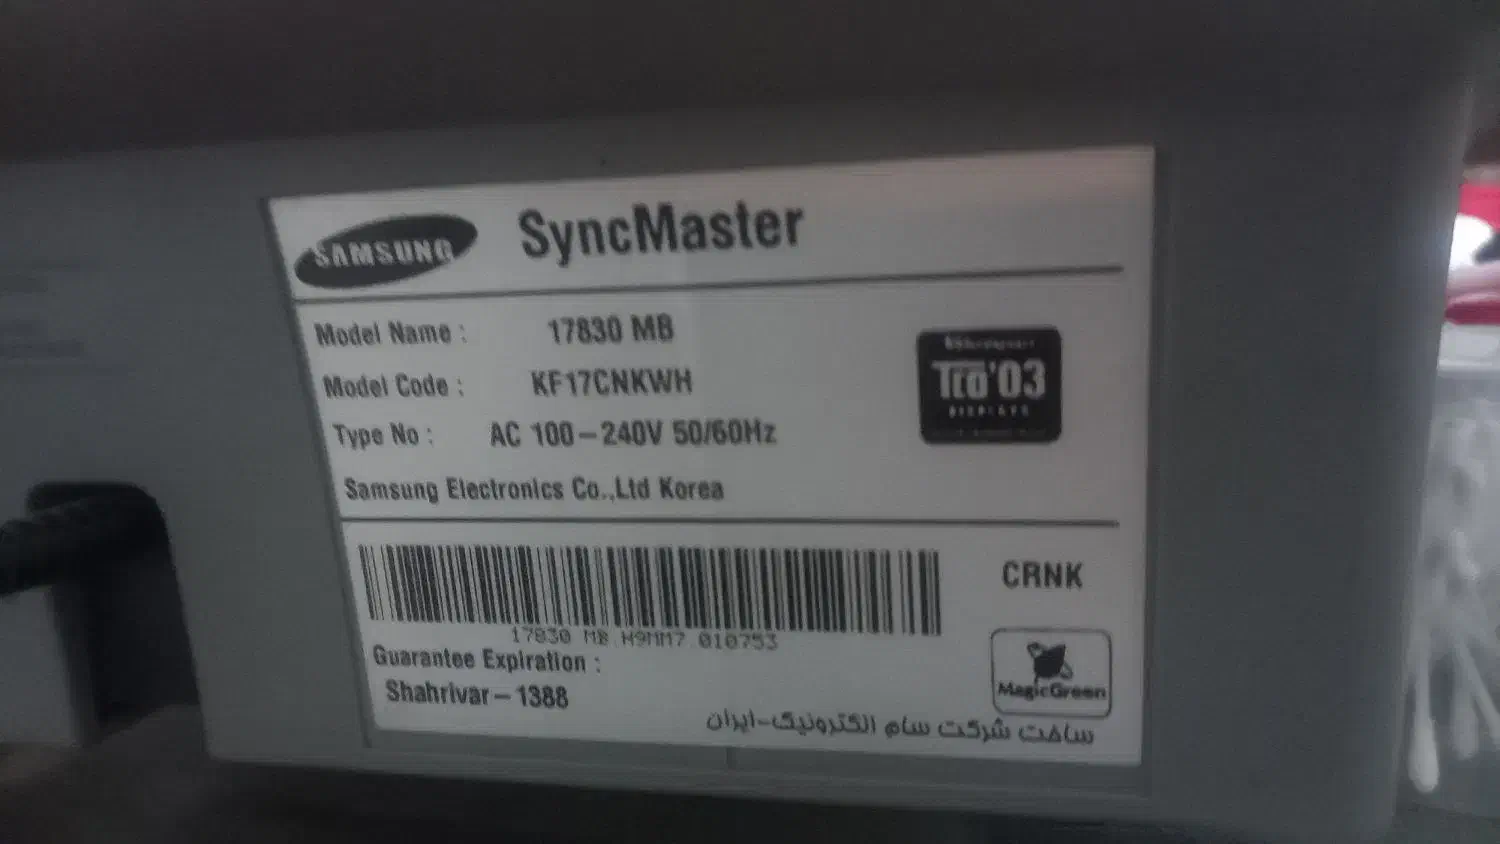 SAMSUNG SyncMaster
Model Name : 17830 MB
Model Code : KF17CNKWH
Type No : AC 100-240V 50/60Hz
TCO'03
DISPLAYS
Samsung Electronics Co.,Ltd Korea
CRNK
17830 MB H9MM7 010753
Guarantee Expiration :
Shahrivar-1388
MagicGreen
ساخت شرکت سام الکترونیک-ایران